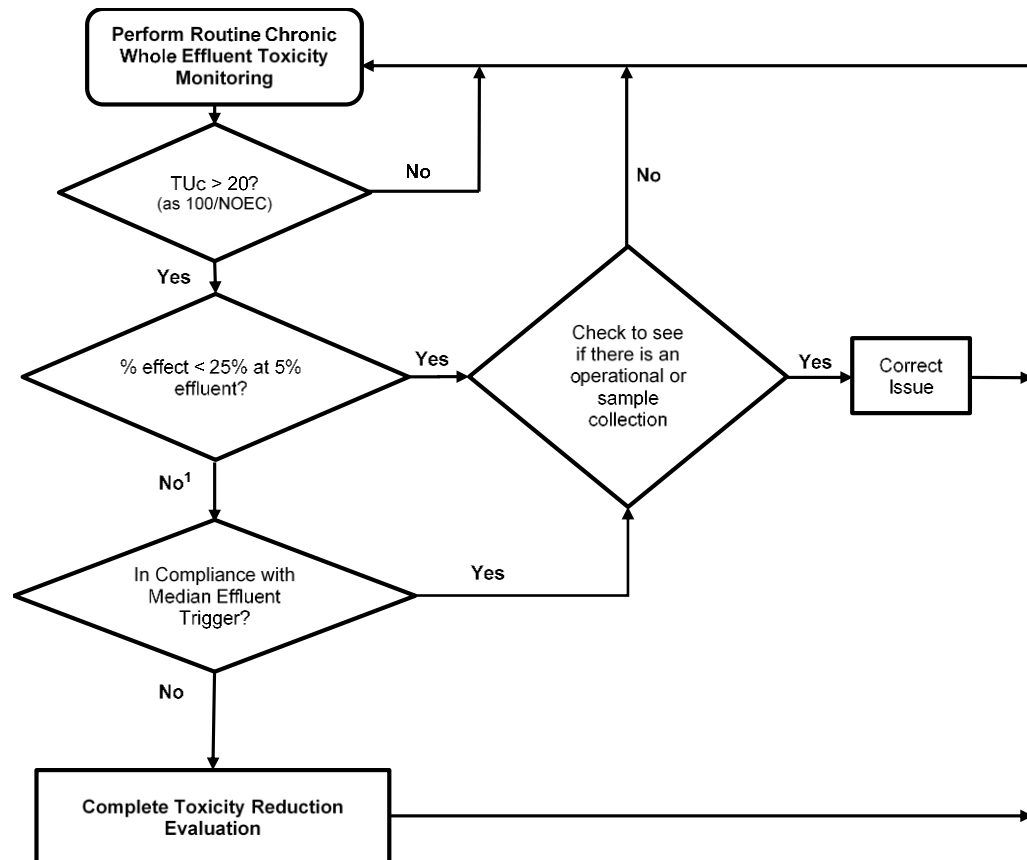 Perform Routine Chronic
Whole Effluent Toxicity
Monitoring
TUc > 20?
(as 100/NOEC)
No
Yes
% effect < 25% at 5%
effluent?
Yes
No¹
Check to see
if there is an
operational or
sample
collection
No
Yes
Correct
Issue
In Compliance with
Median Effluent
Trigger?
Yes
No
Complete Toxicity Reduction
Evaluation